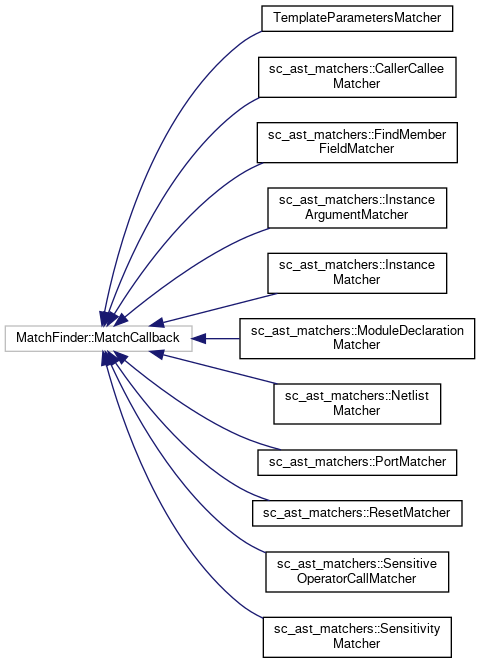 TemplateParametersMatcher
sc_ast_matchers::CallerCallee
Matcher
sc_ast_matchers::FindMember
FieldMatcher
sc_ast_matchers::Instance
ArgumentMatcher
sc_ast_matchers::Instance
Matcher
MatchFinder::MatchCallback
sc_ast_matchers::ModuleDeclaration
Matcher
sc_ast_matchers::Netlist
Matcher
sc_ast_matchers::PortMatcher
sc_ast_matchers::ResetMatcher
sc_ast_matchers::Sensitive
OperatorCallMatcher
sc_ast_matchers::Sensitivity
Matcher